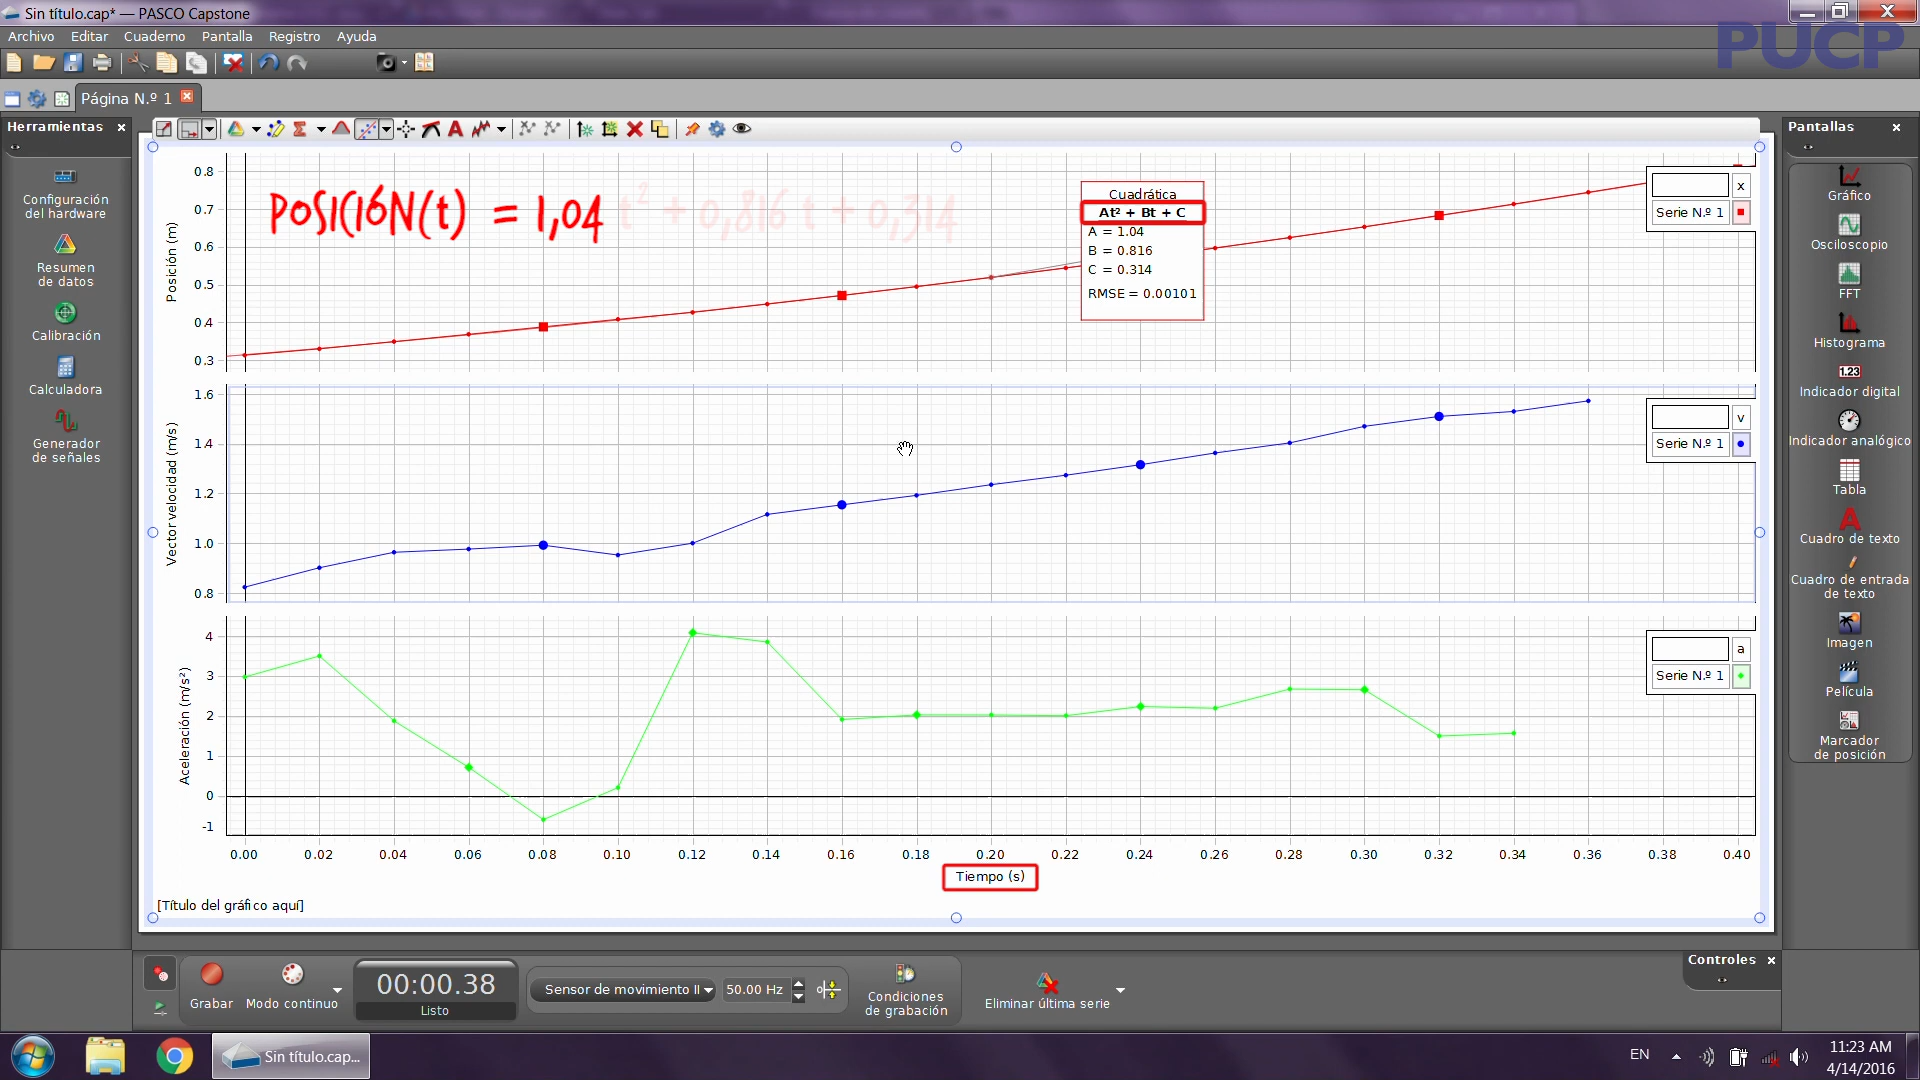 Sin título.cap* — PASCO Capstone
PUCP
Archivo Editar Cuaderno Pantalla Registro Ayuda
Página N.º 1
Herramientas
Configuración
del hardware
Resumen
de datos
Calibración
Calculadora
Generador
de señales
POSICIÓN(t) = 1,04 t² + 0,816 t + 0,314
Posición (m)
0.8
0.7
0.6
0.5
0.4
0.3
Cuadrática
At² + Bt + C
A = 1.04
B = 0.816
C = 0.314
RMSE = 0.00101
x
Serie N.º 1
Vector velocidad (m/s)
1.6
1.4
1.2
1.0
0.8
v
Serie N.º 1
Aceleración (m/s²)
4
3
2
1
0
-1
a
Serie N.º 1
0.00 0.02 0.04 0.06 0.08 0.10 0.12 0.14 0.16 0.18 0.20 0.22 0.24 0.26 0.28 0.30 0.32 0.34 0.36 0.38 0.40
Tiempo (s)
[Título del gráfico aquí]
Pantallas
Gráfico
Osciloscopio
FFT
Histograma
1.23
Indicador digital
Indicador analógico
Tabla
Cuadro de texto
Cuadro de entrada
de texto
Imagen
Película
Marcador
de posición
Grabar
Modo continuo
00:00.38
Listo
Sensor de movimiento II
50.00 Hz
Condiciones
de grabación
Eliminar última serie
Controles
Sin título.cap...
EN
11:23 AM
4/14/2016